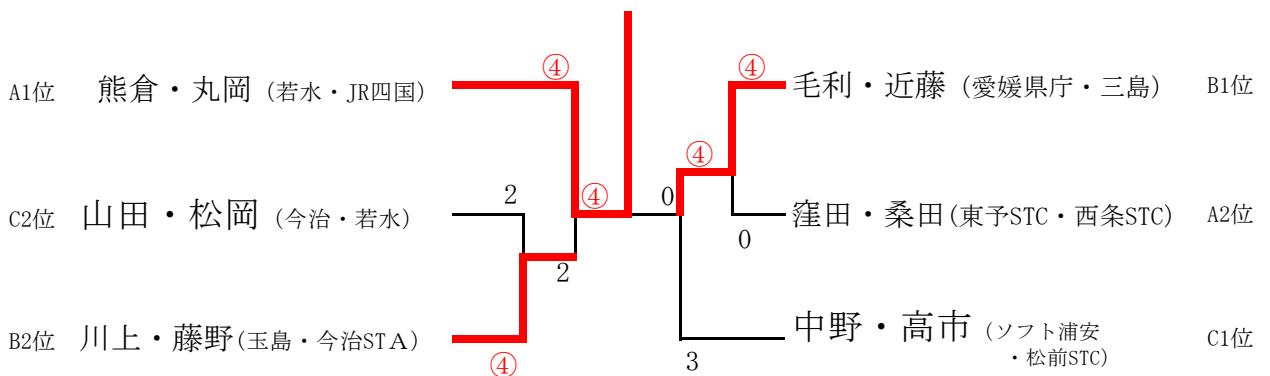 ④ ④
A1位 熊倉・丸岡 (若水・JR四国) 毛利・近藤 (愛媛県庁・三島) B1位
④
2 ④ 0
C2位 山田・松岡 (今治・若水) 窪田・桑田(東予STC・西条STC) A2位
0
2
B2位 川上・藤野(玉島・今治STA) 中野・高市 (ソフト浦安
・松前STC) C1位
④ 3